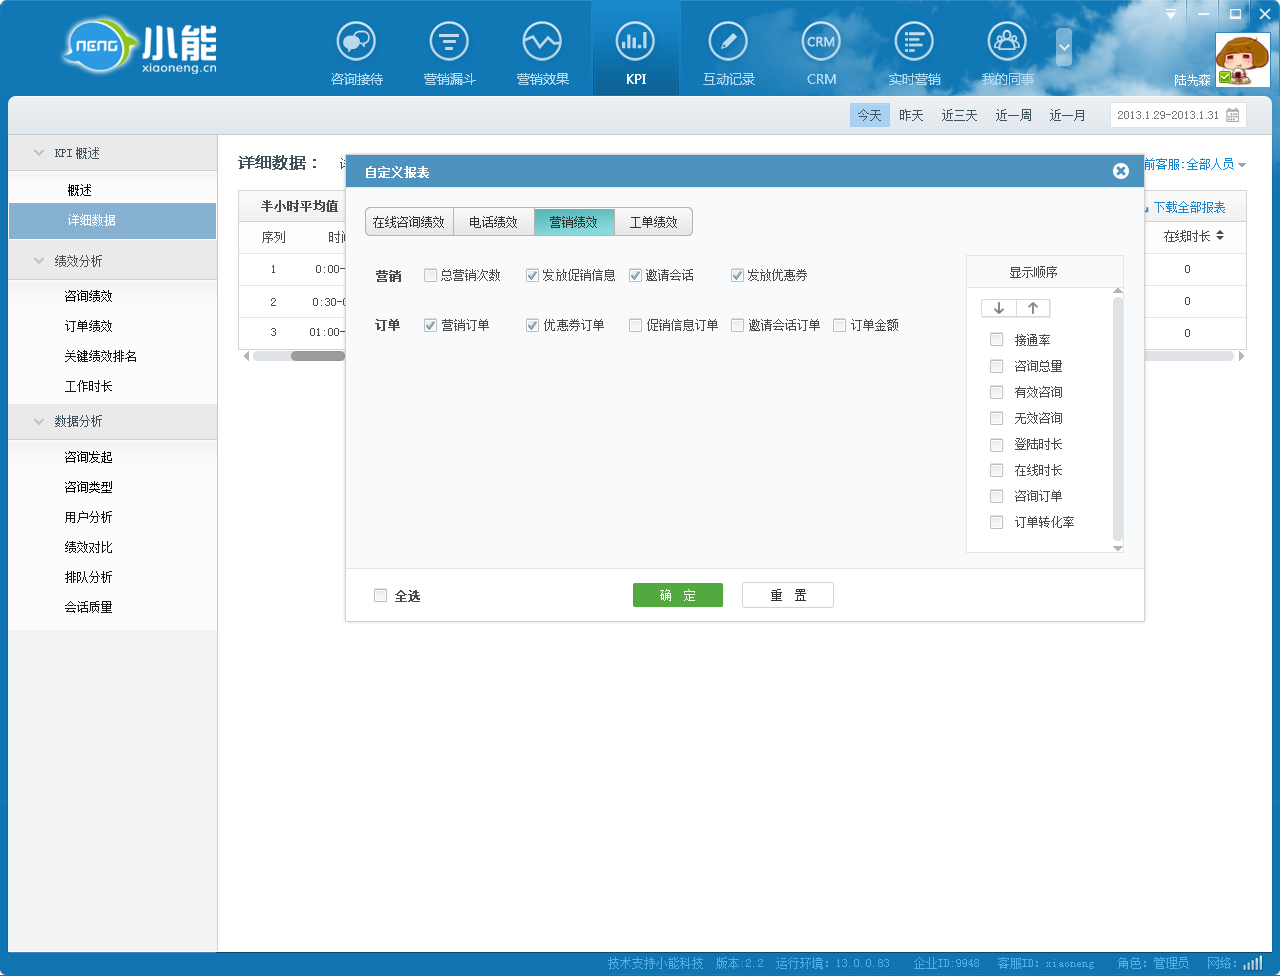 NENG 小能
xiaoneng.cn
咨询接待
营销漏斗
营销效果
KPI
互动记录
CRM
CRM
实时营销
我的同事
陆先森
今天 昨天 近三天 近一周 近一月 2013.1.29-2013.1.31
KPI 概述
概述
详细数据
绩效分析
咨询绩效
订单绩效
关键绩效排名
工作时长
数据分析
咨询发起
咨询类型
用户分析
绩效对比
排队分析
会话质量
详细数据：
前客服:全部人员
半小时平均值
下载全部报表
序列
在线时长
1 0:00- 0
2 0:30- 0
3 01:00- 0
自定义报表
在线咨询绩效 电话绩效 营销绩效 工单绩效
营销 总营销次数 发放促销信息 邀请会话 发放优惠券
订单 营销订单 优惠券订单 促销信息订单 邀请会话订单 订单金额
显示顺序
接通率
咨询总量
有效咨询
无效咨询
登陆时长
在线时长
咨询订单
订单转化率
全选
确 定
重 置
技术支持小能科技 版本:2.2 运行环境: 13.0.0.83 企业ID:9948 客服ID: xiaoneng 角色: 管理员 网络: